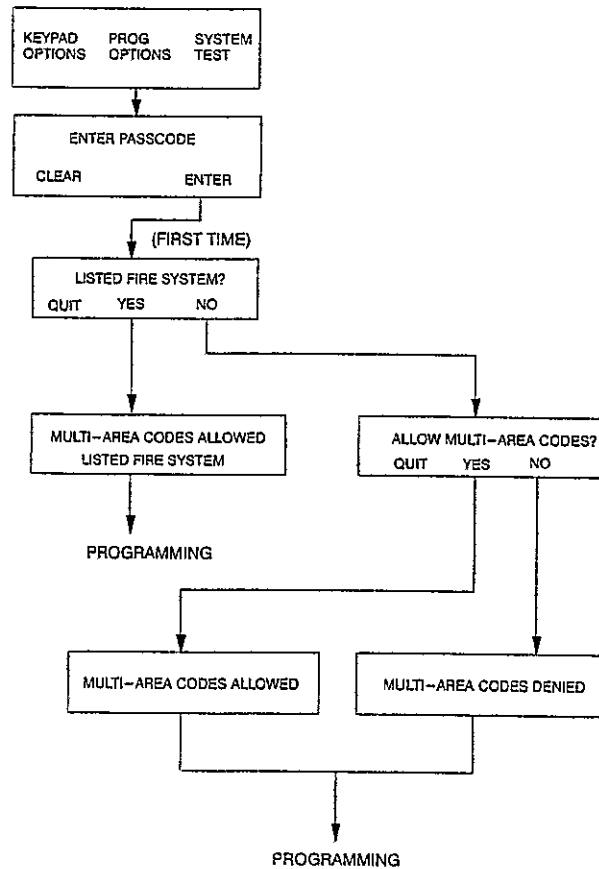 KEYPAD PROG SYSTEM
OPTIONS OPTIONS TEST
ENTER PASSCODE
CLEAR ENTER
(FIRST TIME)
LISTED FIRE SYSTEM?
QUIT YES NO
MULTI-AREA CODES ALLOWED
LISTED FIRE SYSTEM
ALLOW MULTI-AREA CODES?
QUIT YES NO
PROGRAMMING
MULTI-AREA CODES ALLOWED
MULTI-AREA CODES DENIED
PROGRAMMING